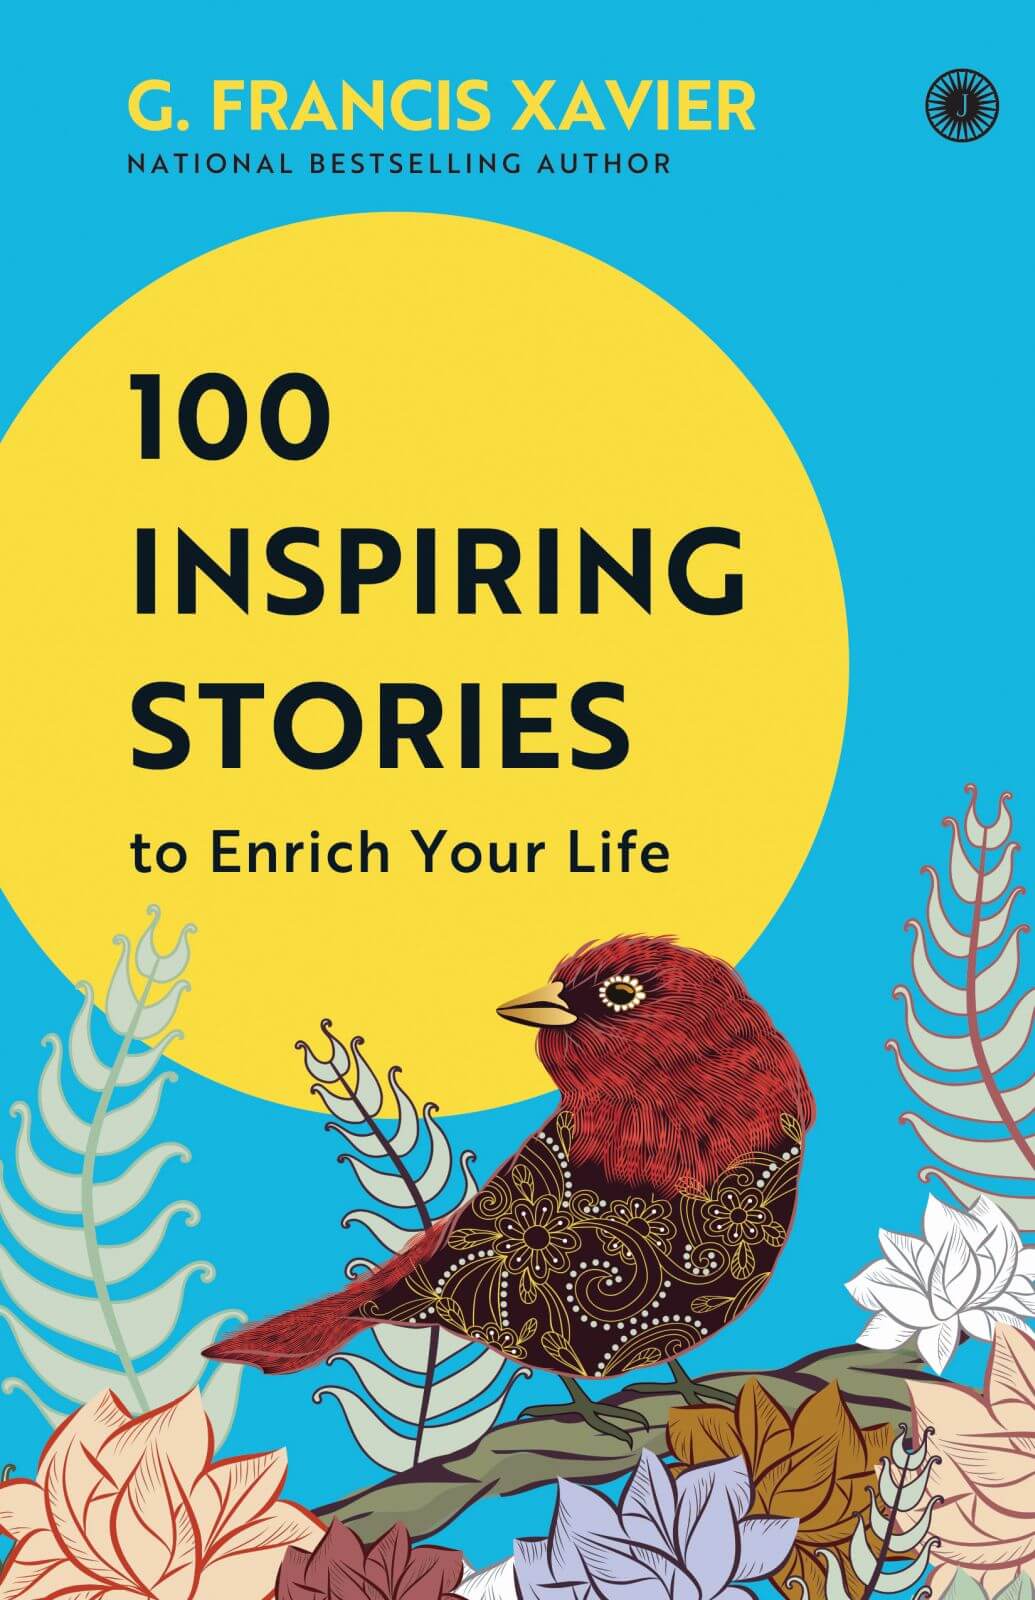 G. FRANCIS XAVIER
NATIONAL BESTSELLING AUTHOR
J
100
INSPIRING
STORIES
to Enrich Your Life